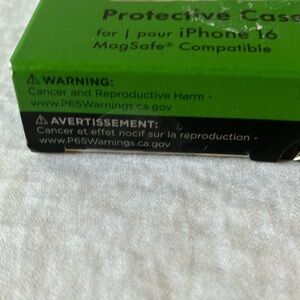 Protective Case
for | pour iPhone 16
MagSafe® Compatible
⚠ WARNING:
Cancer and Reproductive Harm -
www.P65Warnings.ca.gov
⚠ AVERTISSEMENT:
Cancer et effet nocif sur la reproduction -
www.P65Warnings.ca.gov